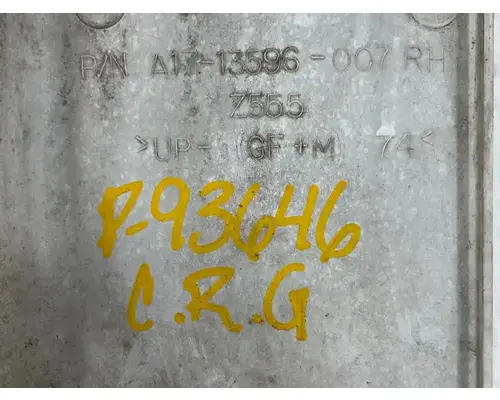 P/N A17-13596-007 RH
Z555
>UP-(GF+M) 74<
P-93646
C.R.G